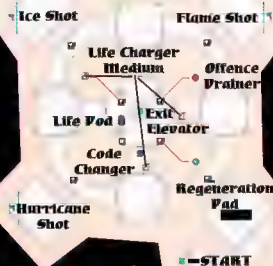 Ice Shot
Flame Shot
Life Charger
Medium
Offence
Drainer
Life Pod
Exit
Elevator
Code
Changer
Regeneration
Pad
Hurricane
Shot
=START